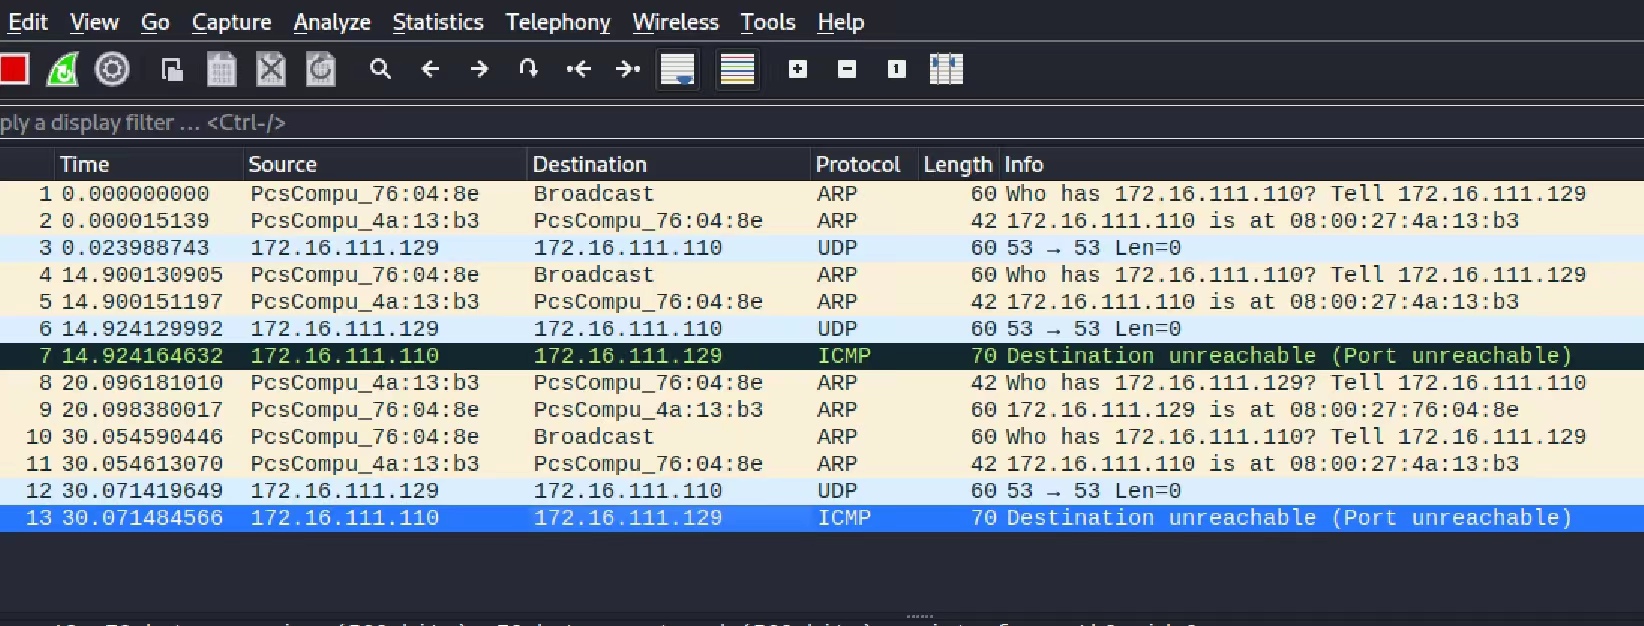 Edit View Go Capture Analyze Statistics Telephony Wireless Tools Help
ply a display filter ... <Ctrl-/>
Time Source Destination Protocol Length Info
1 0.000000000 PcsCompu_76:04:8e Broadcast ARP 60 Who has 172.16.111.110? Tell 172.16.111.129
2 0.000015139 PcsCompu_4a:13:b3 PcsCompu_76:04:8e ARP 42 172.16.111.110 is at 08:00:27:4a:13:b3
3 0.023988743 172.16.111.129 172.16.111.110 UDP 60 53 → 53 Len=0
4 14.900130905 PcsCompu_76:04:8e Broadcast ARP 60 Who has 172.16.111.110? Tell 172.16.111.129
5 14.900151197 PcsCompu_4a:13:b3 PcsCompu_76:04:8e ARP 42 172.16.111.110 is at 08:00:27:4a:13:b3
6 14.924129992 172.16.111.129 172.16.111.110 UDP 60 53 → 53 Len=0
7 14.924164632 172.16.111.110 172.16.111.129 ICMP 70 Destination unreachable (Port unreachable)
8 20.096181010 PcsCompu_4a:13:b3 PcsCompu_76:04:8e ARP 42 Who has 172.16.111.129? Tell 172.16.111.110
9 20.098380017 PcsCompu_76:04:8e PcsCompu_4a:13:b3 ARP 60 172.16.111.129 is at 08:00:27:76:04:8e
10 30.054590446 PcsCompu_76:04:8e Broadcast ARP 60 Who has 172.16.111.110? Tell 172.16.111.129
11 30.054613070 PcsCompu_4a:13:b3 PcsCompu_76:04:8e ARP 42 172.16.111.110 is at 08:00:27:4a:13:b3
12 30.071419649 172.16.111.129 172.16.111.110 UDP 60 53 → 53 Len=0
13 30.071484566 172.16.111.110 172.16.111.129 ICMP 70 Destination unreachable (Port unreachable)